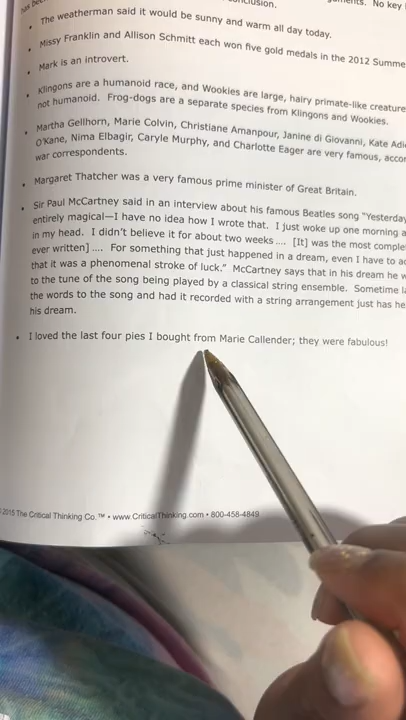 conclusion.
guments. No key
• The weatherman said it would be sunny and warm all day today.
• Missy Franklin and Allison Schmitt each won five gold medals in the 2012 Summe
• Mark is an introvert.
• Klingons are a humanoid race, and Wookies are large, hairy primate-like creature
not humanoid. Frog-dogs are a separate species from Klingons and Wookies.
• Martha Gellhorn, Marie Colvin, Christiane Amanpour, Janine di Giovanni, Kate Adi
O'Kane, Nima Elbagir, Caryle Murphy, and Charlotte Eager are very famous, accor
war correspondents.
• Margaret Thatcher was a very famous prime minister of Great Britain.
• Sir Paul McCartney said in an interview about his famous Beatles song "Yesterday
entirely magical—I have no idea how I wrote that. I just woke up one morning a
in my head. I didn't believe it for about two weeks .... [It] was the most comple
ever written] .... For something that just happened in a dream, even I have to ac
that it was a phenomenal stroke of luck." McCartney says that in his dream he w
to the tune of the song being played by a classical string ensemble. Sometime la
the words to the song and had it recorded with a string arrangement just has he
his dream.
• I loved the last four pies I bought from Marie Callender; they were fabulous!
2015 The Critical Thinking Co.™ • www.CriticalThinking.com • 800-458-4849